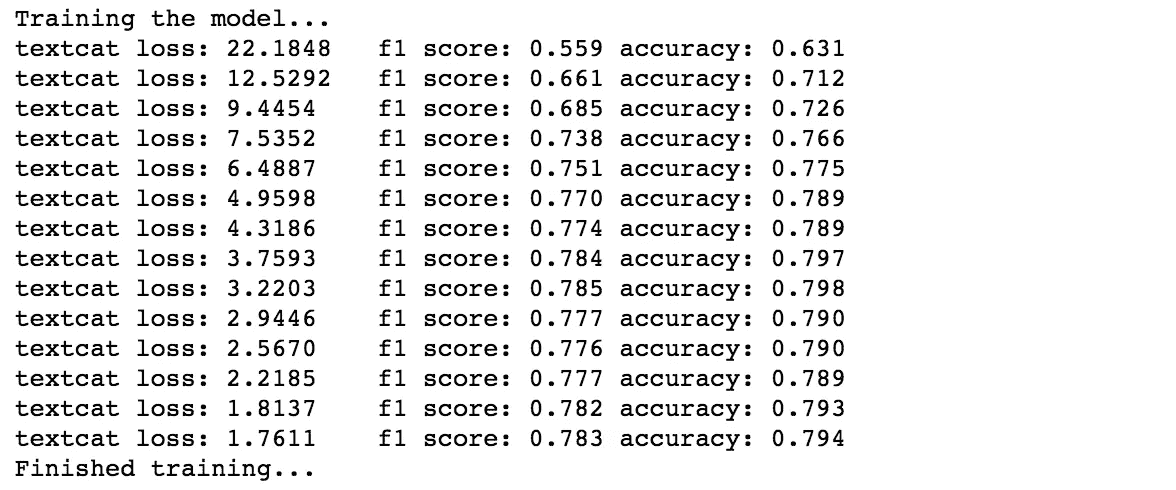 Training the model...
textcat loss: 22.1848 f1 score: 0.559 accuracy: 0.631
textcat loss: 12.5292 f1 score: 0.661 accuracy: 0.712
textcat loss: 9.4454 f1 score: 0.685 accuracy: 0.726
textcat loss: 7.5352 f1 score: 0.738 accuracy: 0.766
textcat loss: 6.4887 f1 score: 0.751 accuracy: 0.775
textcat loss: 4.9598 f1 score: 0.770 accuracy: 0.789
textcat loss: 4.3186 f1 score: 0.774 accuracy: 0.789
textcat loss: 3.7593 f1 score: 0.784 accuracy: 0.797
textcat loss: 3.2203 f1 score: 0.785 accuracy: 0.798
textcat loss: 2.9446 f1 score: 0.777 accuracy: 0.790
textcat loss: 2.5670 f1 score: 0.776 accuracy: 0.790
textcat loss: 2.2185 f1 score: 0.777 accuracy: 0.789
textcat loss: 1.8137 f1 score: 0.782 accuracy: 0.793
textcat loss: 1.7611 f1 score: 0.783 accuracy: 0.794
Finished training...